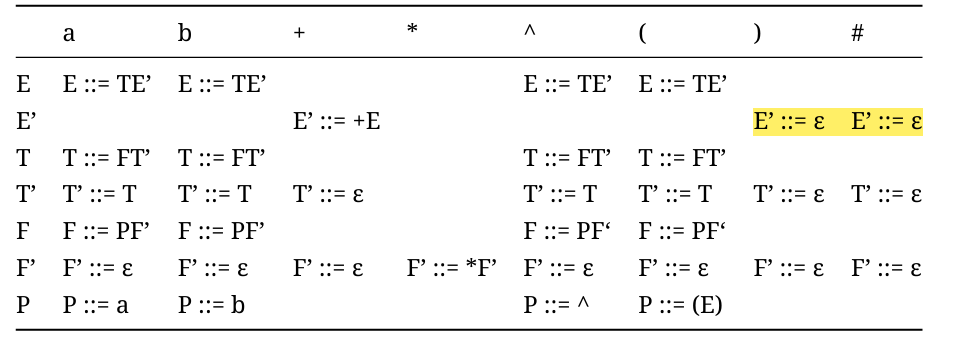 a b + * ^ ( ) #
E E ::= TE’ E ::= TE’ E ::= TE’ E ::= TE’
E’ E’ ::= +E E’ ::= ε E’ ::= ε
T T ::= FT’ T ::= FT’ T ::= FT’ T ::= FT’
T’ T’ ::= T T’ ::= T T’ ::= ε T’ ::= T T’ ::= T T’ ::= ε T’ ::= ε
F F ::= PF’ F ::= PF’ F ::= PF‘ F ::= PF‘
F’ F’ ::= ε F’ ::= ε F’ ::= ε F’ ::= *F’ F’ ::= ε F’ ::= ε F’ ::= ε F’ ::= ε
P P ::= a P ::= b P ::= ^ P ::= (E)